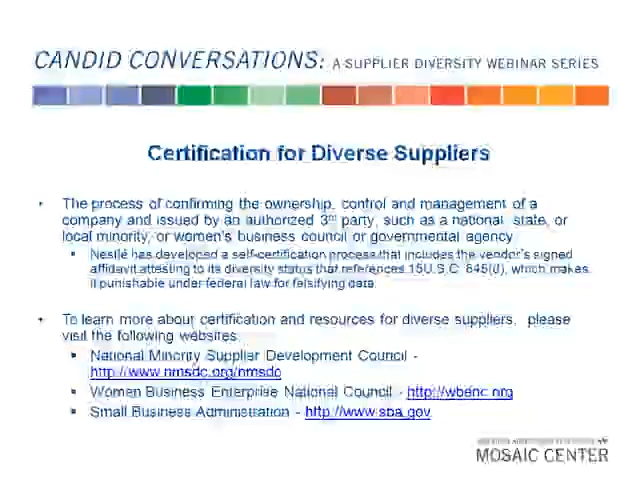 CANDID CONVERSATIONS: A SUPPLIER DIVERSITY WEBINAR SERIES
Certification for Diverse Suppliers
• The process of confirming the ownership, control and management of a
company and issued by an authorized 3rd party, such as a national, state, or
local minority, or women's business council or governmental agency
▪ Nestlé has developed a self-certification process that includes the vendor's signed
affidavit attesting to its diversity status that references 15U.S.C. 645(d), which makes
it punishable under federal law for falsifying data.
• To learn more about certification and resources for diverse suppliers, please
visit the following websites:
▪ National Minority Supplier Development Council -
http://www.nmsdc.org/nmsdc
▪ Women Business Enterprise National Council - http://wbenc.org
▪ Small Business Administration - http://www.sba.gov
MOSAIC CENTER